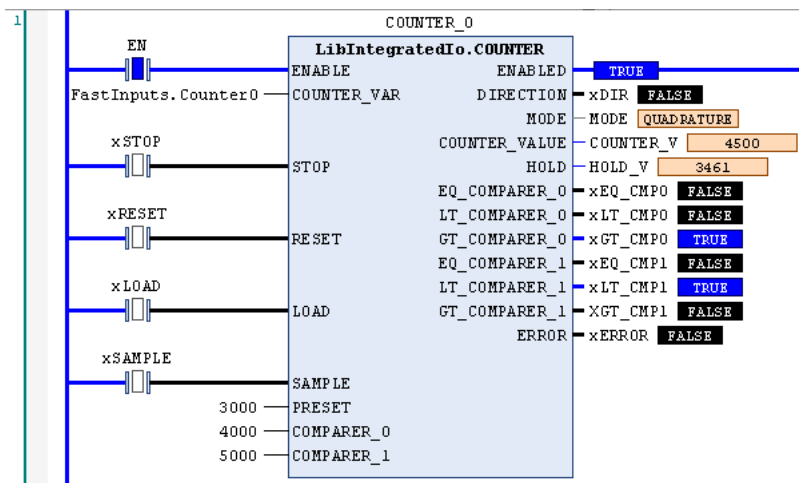 1
COUNTER_0
EN
LibIntegratedIo.COUNTER
ENABLE ENABLED TRUE
FastInputs.Counter0 COUNTER_VAR DIRECTION xDIR FALSE
MODE MODE QUADRATURE
xSTOP COUNTER_VALUE COUNTER_V 4500
STOP HOLD HOLD_V 3461
EQ_COMPARER_0 xEQ_CMP0 FALSE
xRESET LT_COMPARER_0 xLT_CMP0 FALSE
RESET GT_COMPARER_0 xGT_CMP0 TRUE
EQ_COMPARER_1 xEQ_CMP1 FALSE
xLOAD LT_COMPARER_1 xLT_CMP1 TRUE
LOAD GT_COMPARER_1 XGT_CMP1 FALSE
ERROR xERROR FALSE
xSAMPLE
SAMPLE
3000 PRESET
4000 COMPARER_0
5000 COMPARER_1